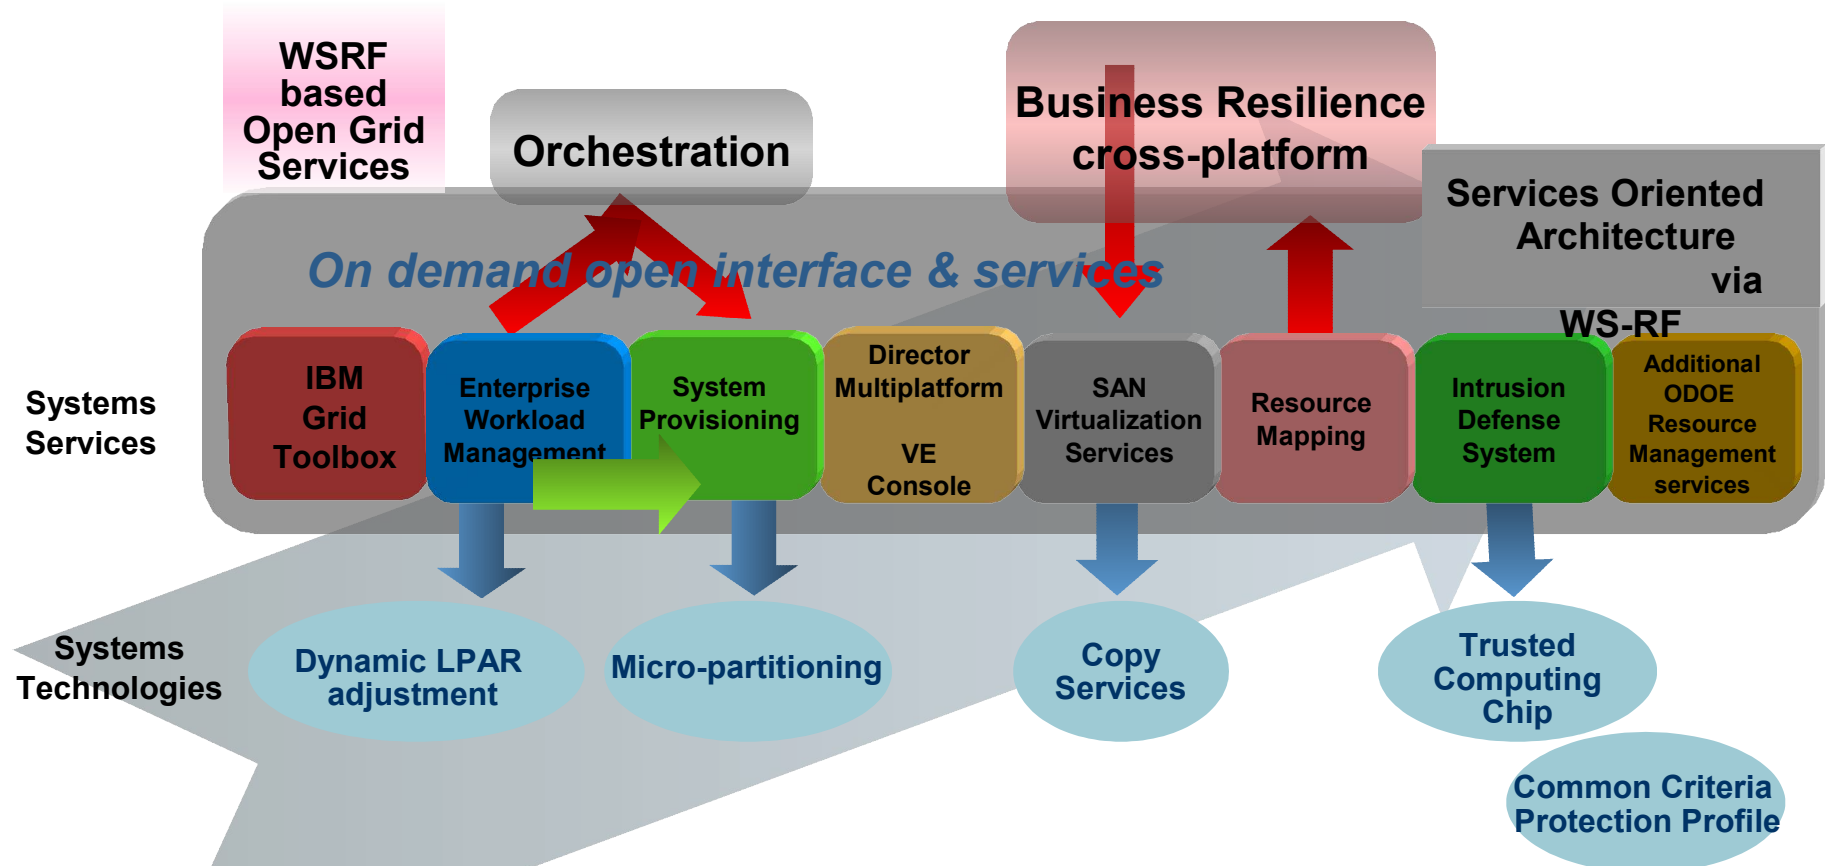 WSRF
based
Open Grid
Services
Orchestration
Business Resilience
cross-platform
Services Oriented
Architecture
via
WS-RF
On demand open interface & services
Systems
Services
IBM
Grid
Toolbox
Enterprise
Workload
Management
System
Provisioning
Director
Multiplatform
VE
Console
SAN
Virtualization
Services
Resource
Mapping
Intrusion
Defense
System
Additional
ODOE
Resource
Management
services
Systems
Technologies
Dynamic LPAR
adjustment
Micro-partitioning
Copy
Services
Trusted
Computing
Chip
Common Criteria
Protection Profile